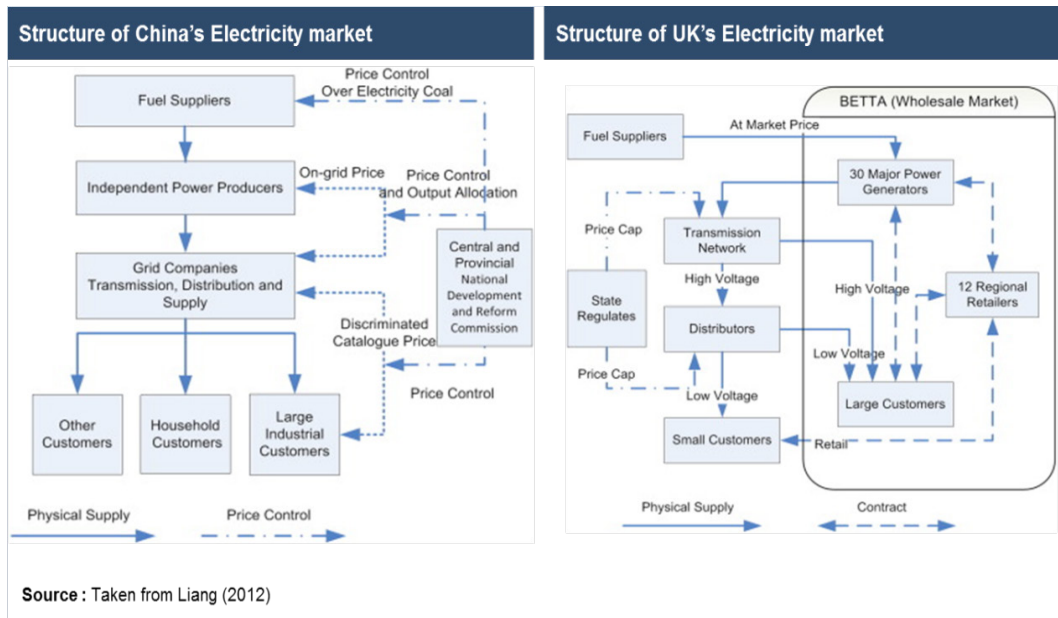 Structure of China's Electricity market
Price Control
Over Electricity Coal
Fuel Suppliers
On-grid Price
Price Control
and Output Allocation
Independent Power Producers
Central and
Provincial
National
Development
and Reform
Commission
Grid Companies
Transmission, Distribution and
Supply
Discriminated
Catalogue Price
Price Control
Other
Customers
Household
Customers
Large
Industrial
Customers
Physical Supply
Price Control
Structure of UK's Electricity market
BETTA (Wholesale Market)
Fuel Suppliers
At Market Price
30 Major Power
Generators
Price Cap
Transmission
Network
High Voltage
High Voltage
12 Regional
Retailers
State
Regulates
Distributors
Low Voltage
Price Cap
Low Voltage
Large Customers
Small Customers
Retail
Physical Supply
Contract
Source : Taken from Liang (2012)